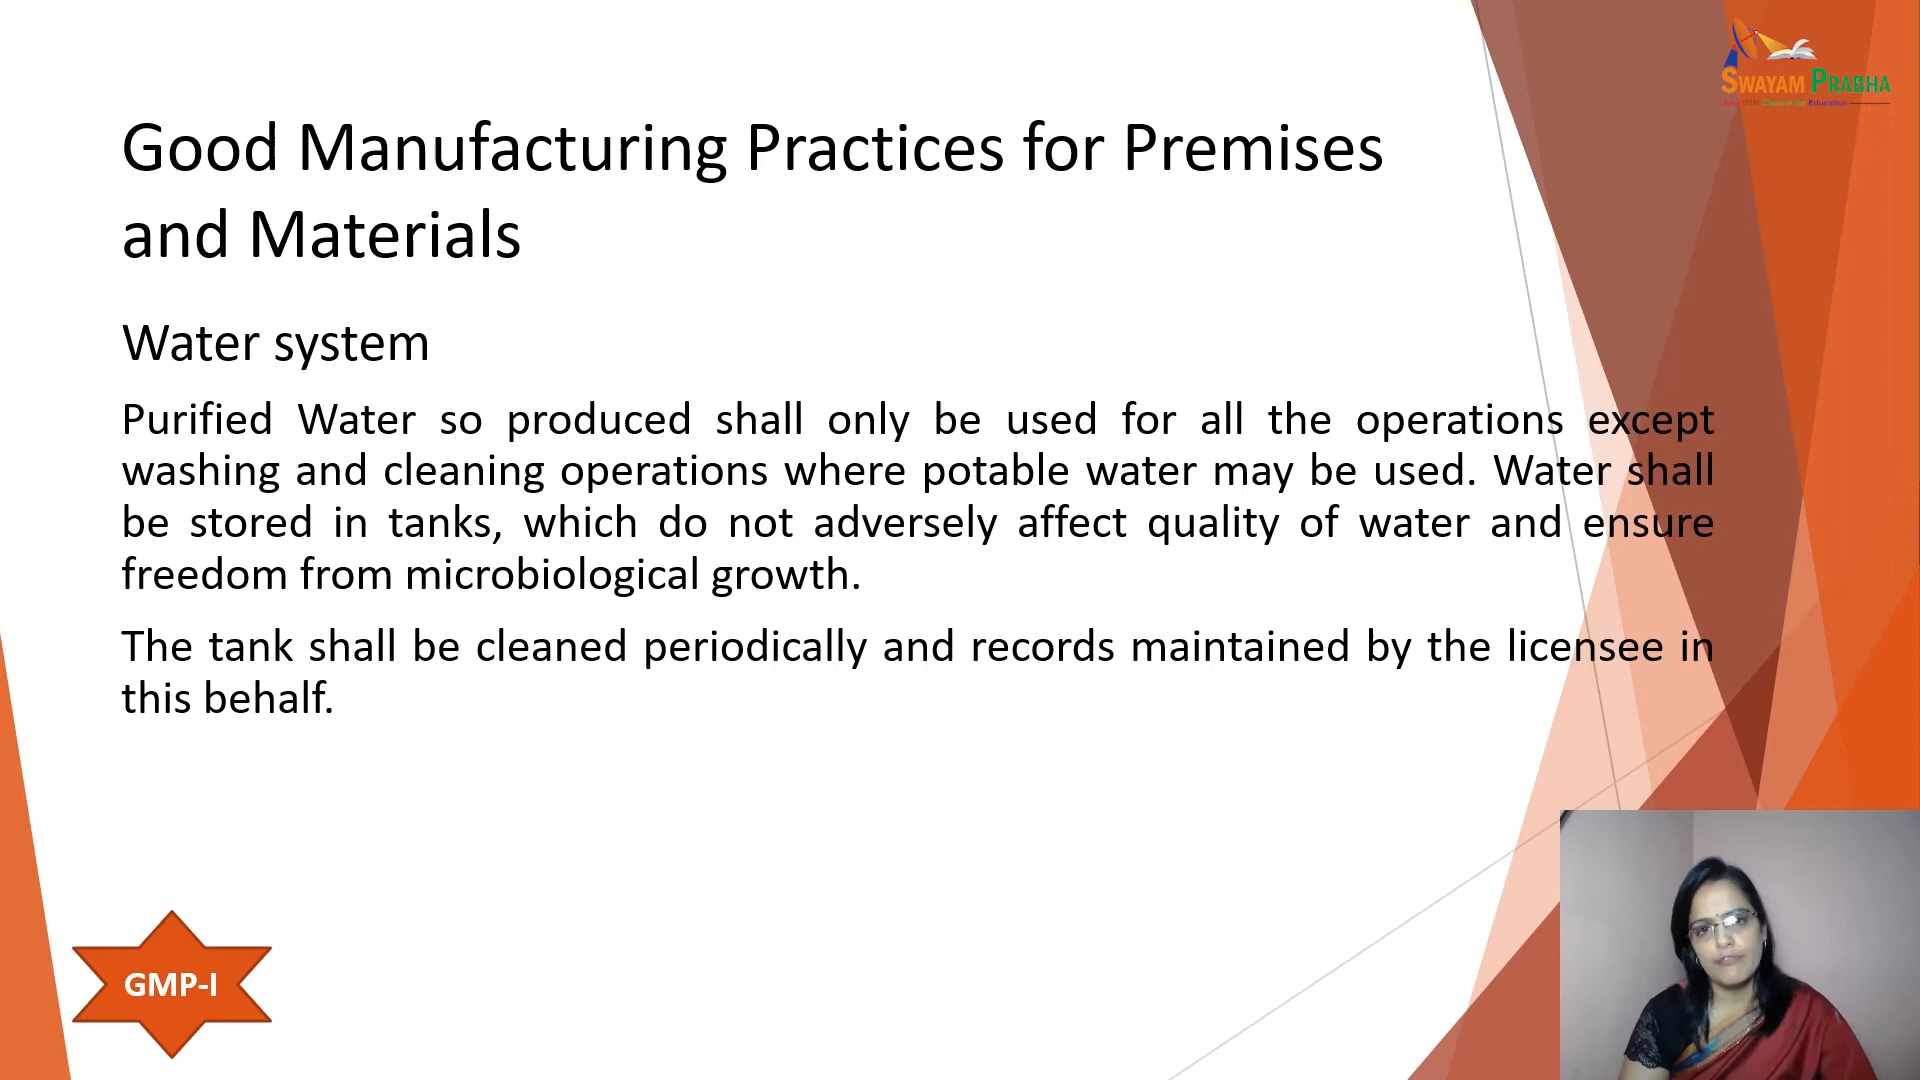 SWAYAM PRABHA
Good Manufacturing Practices for Premises
and Materials
Water system
Purified Water so produced shall only be used for all the operations except
washing and cleaning operations where potable water may be used. Water shall
be stored in tanks, which do not adversely affect quality of water and ensure
freedom from microbiological growth.
The tank shall be cleaned periodically and records maintained by the licensee in
this behalf.
GMP-I